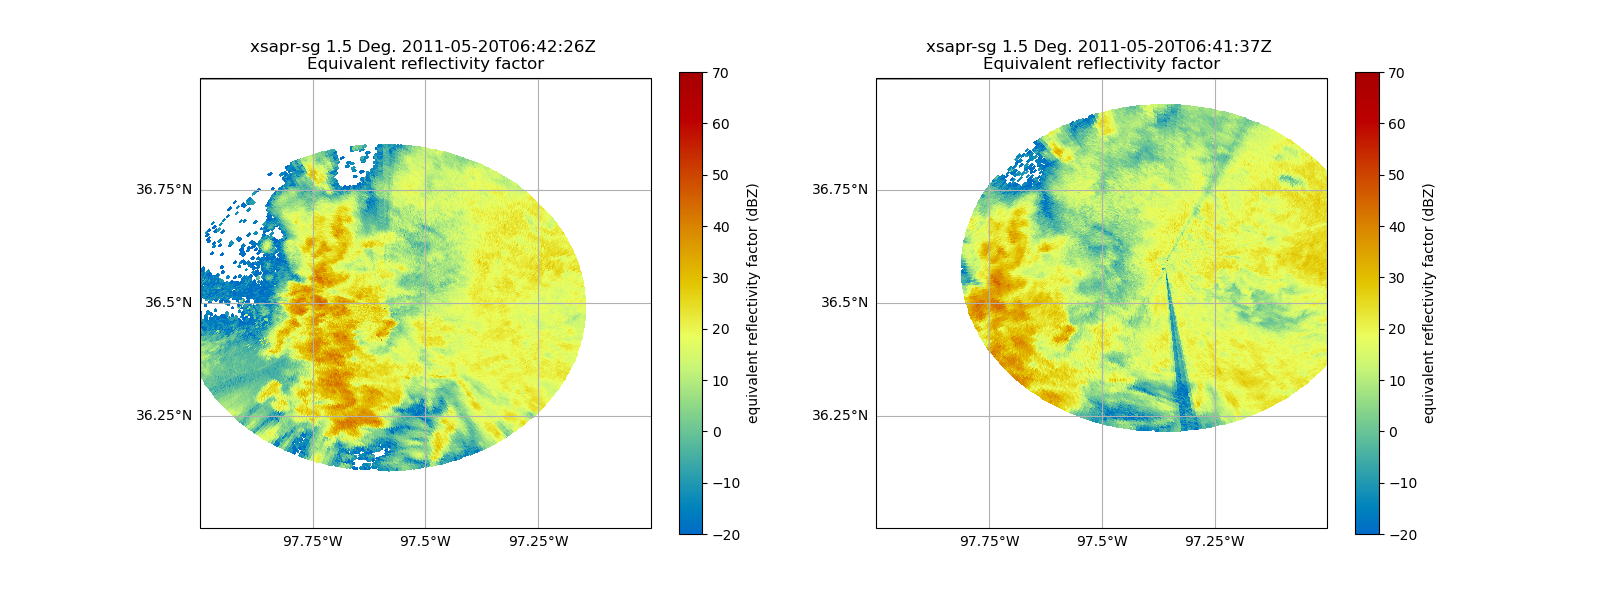 xsapr-sg 1.5 Deg. 2011-05-20T06:42:26Z
Equivalent reflectivity factor
36.75°N
36.5°N
36.25°N
97.75°W
97.5°W
97.25°W
70
60
50
40
30
20
10
0
−10
−20
equivalent reflectivity factor (dBZ)
xsapr-sg 1.5 Deg. 2011-05-20T06:41:37Z
Equivalent reflectivity factor
36.75°N
36.5°N
36.25°N
97.75°W
97.5°W
97.25°W
70
60
50
40
30
20
10
0
−10
−20
equivalent reflectivity factor (dBZ)